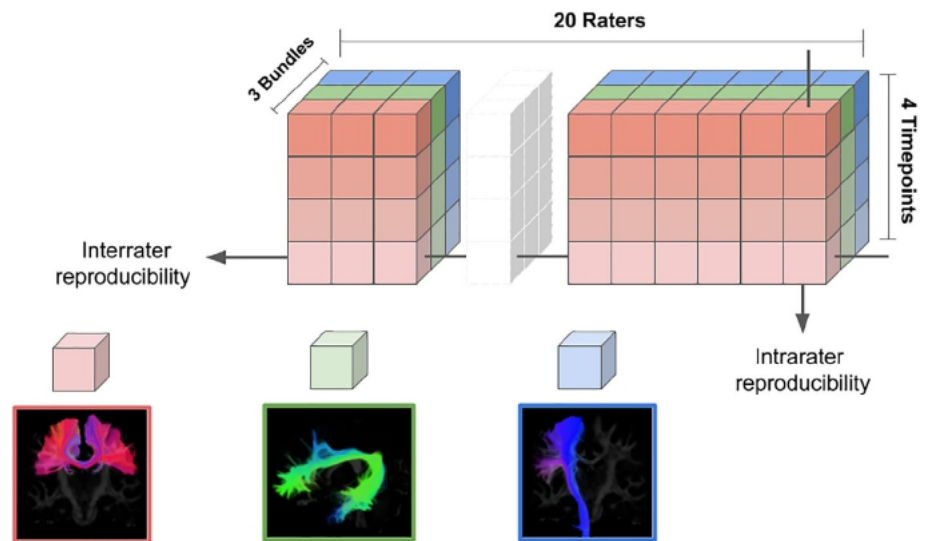 20 Raters
3 Bundles
4 Timepoints
Interrater
reproducibility
Intrarater
reproducibility